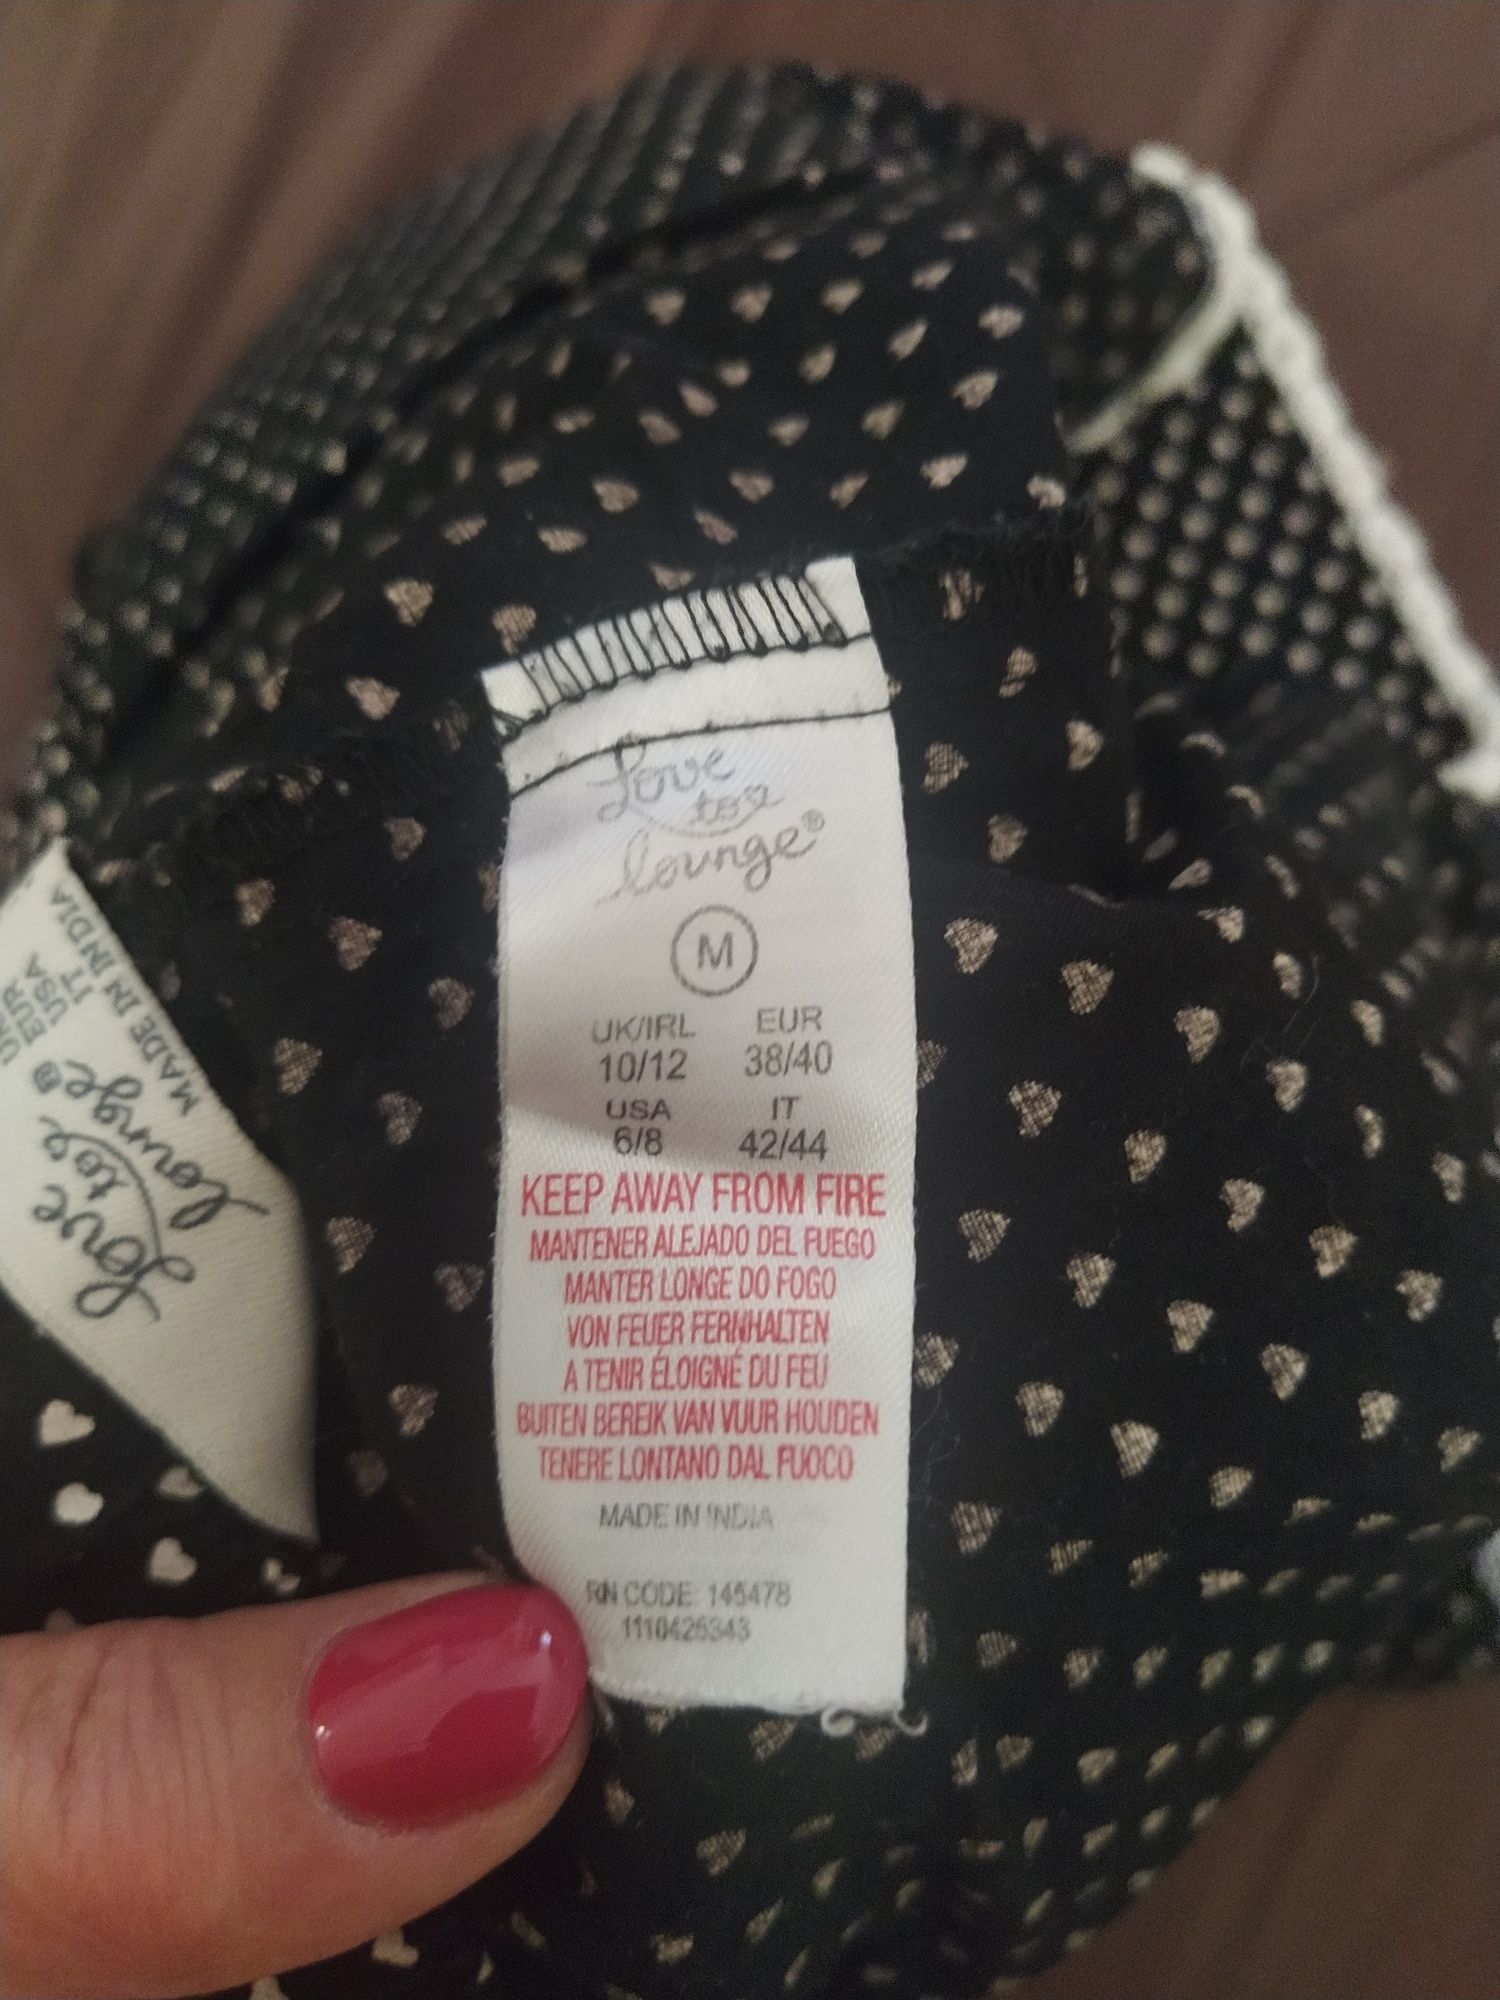 Love
to
lounge®
M
UK/IRL EUR
10/12 38/40
USA IT
6/8 42/44
KEEP AWAY FROM FIRE
MANTENER ALEJADO DEL FUEGO
MANTER LONGE DO FOGO
VON FEUER FERNHALTEN
A TENIR ÉLOIGNÉ DU FEU
BUITEN BEREIK VAN VUUR HOUDEN
TENERE LONTANO DAL FUOCO
MADE IN INDIA
RN CODE: 145478
1110425343
Love
to
lounge®
EUR
USA
IT
MADE IN INDIA